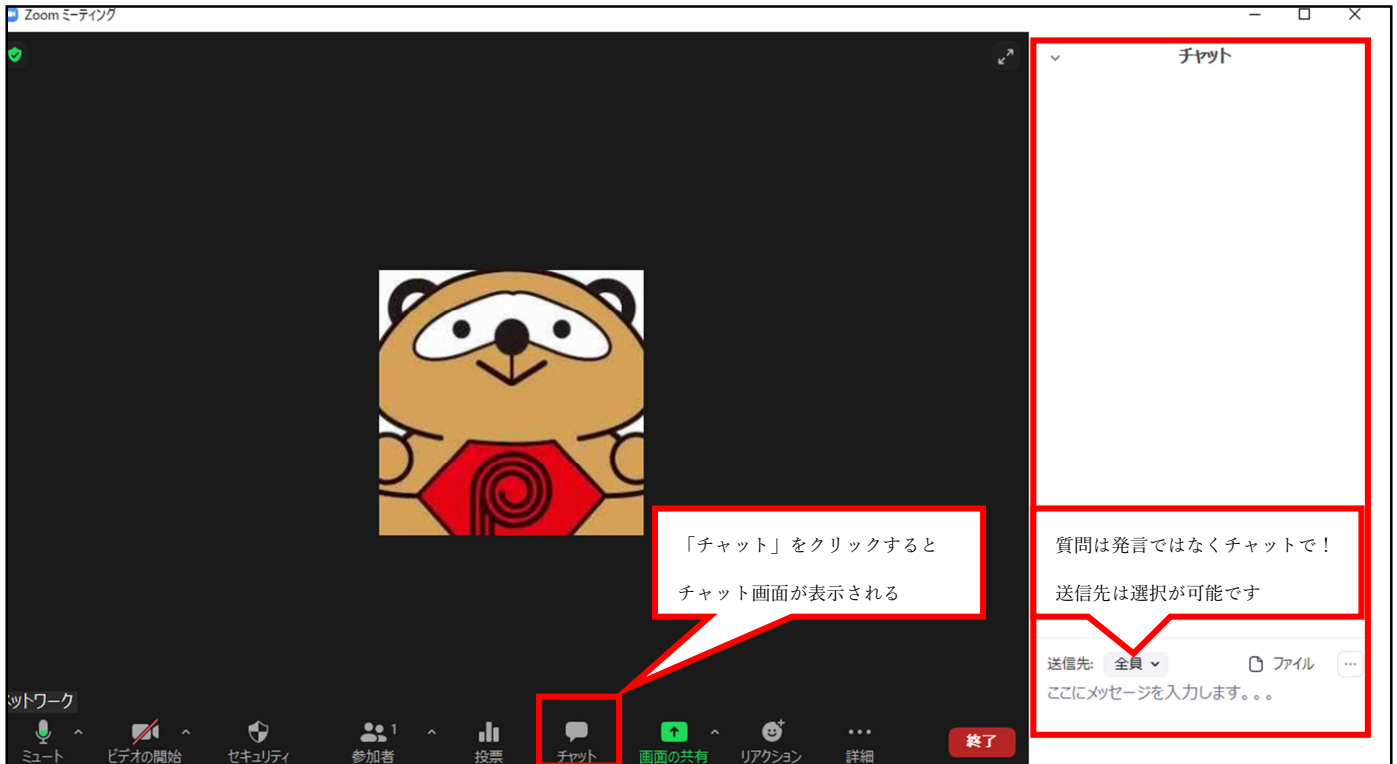 Zoom ミーティング
チャット
「チャット」をクリックすると
チャット画面が表示される
質問は発言ではなくチャットで！
送信先は選択が可能です
送信先: 全員 ファイル
ここにメッセージを入力します。。。
ネットワーク
1
ミュート ビデオの開始 セキュリティ 参加者 投票 チャット 画面の共有 リアクション 詳細 終了